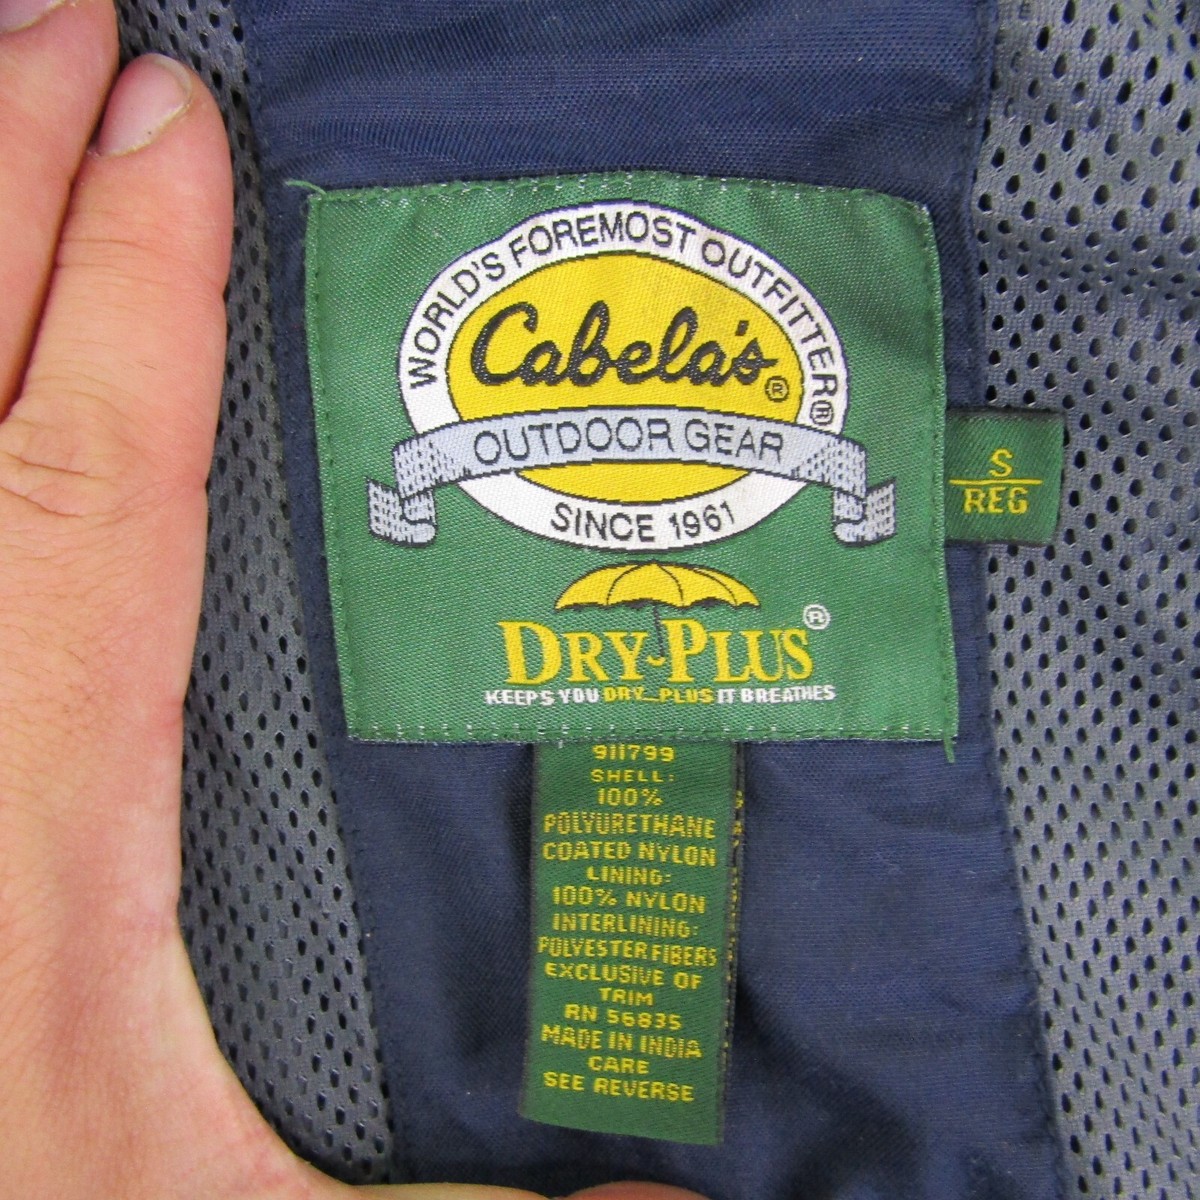 WORLD'S FOREMOST OUTFITTER®
Cabela's®
OUTDOOR GEAR
SINCE 1961
S
REG
DRY-PLUS®
KEEPS YOU DRY...PLUS IT BREATHES
911799
SHELL:
100%
POLYURETHANE
COATED NYLON
LINING:
100% NYLON
INTERLINING:
POLYESTER FIBERS
EXCLUSIVE OF
TRIM
RN 56835
MADE IN INDIA
CARE
SEE REVERSE